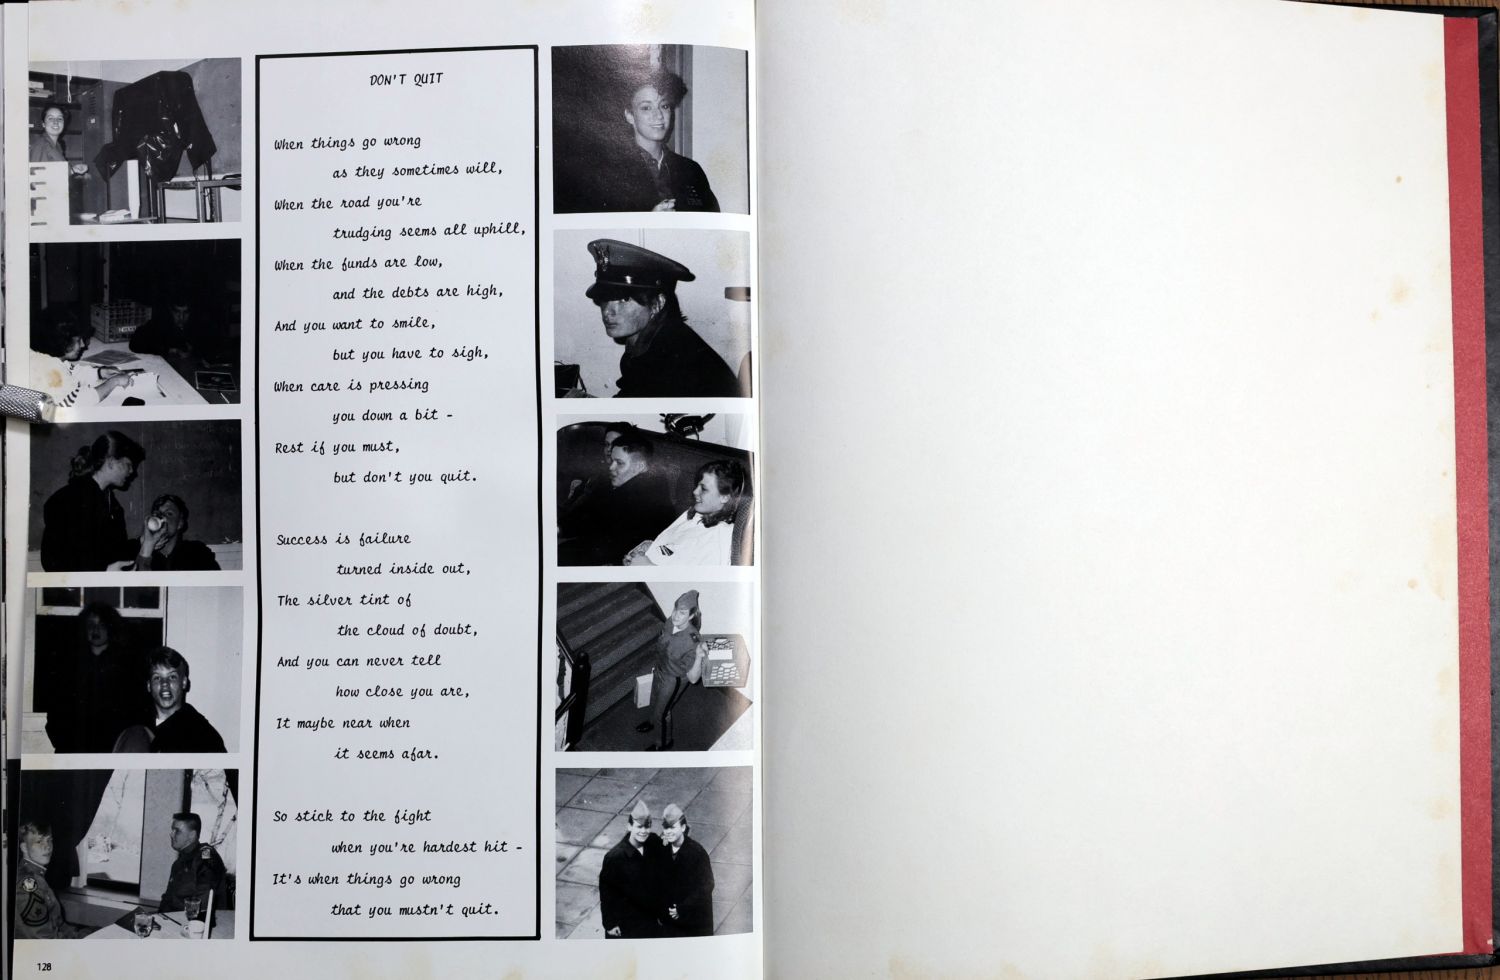 DON'T QUIT
When things go wrong
as they sometimes will,
When the road you're
trudging seems all uphill,
When the funds are low,
and the debts are high,
And you want to smile,
but you have to sigh,
When care is pressing
you down a bit -
Rest if you must,
but don't you quit.
Success is failure
turned inside out,
The silver tint of
the cloud of doubt,
And you can never tell
how close you are,
It maybe near when
it seems afar.
So stick to the fight
when you're hardest hit -
It's when things go wrong
that you mustn't quit.
128